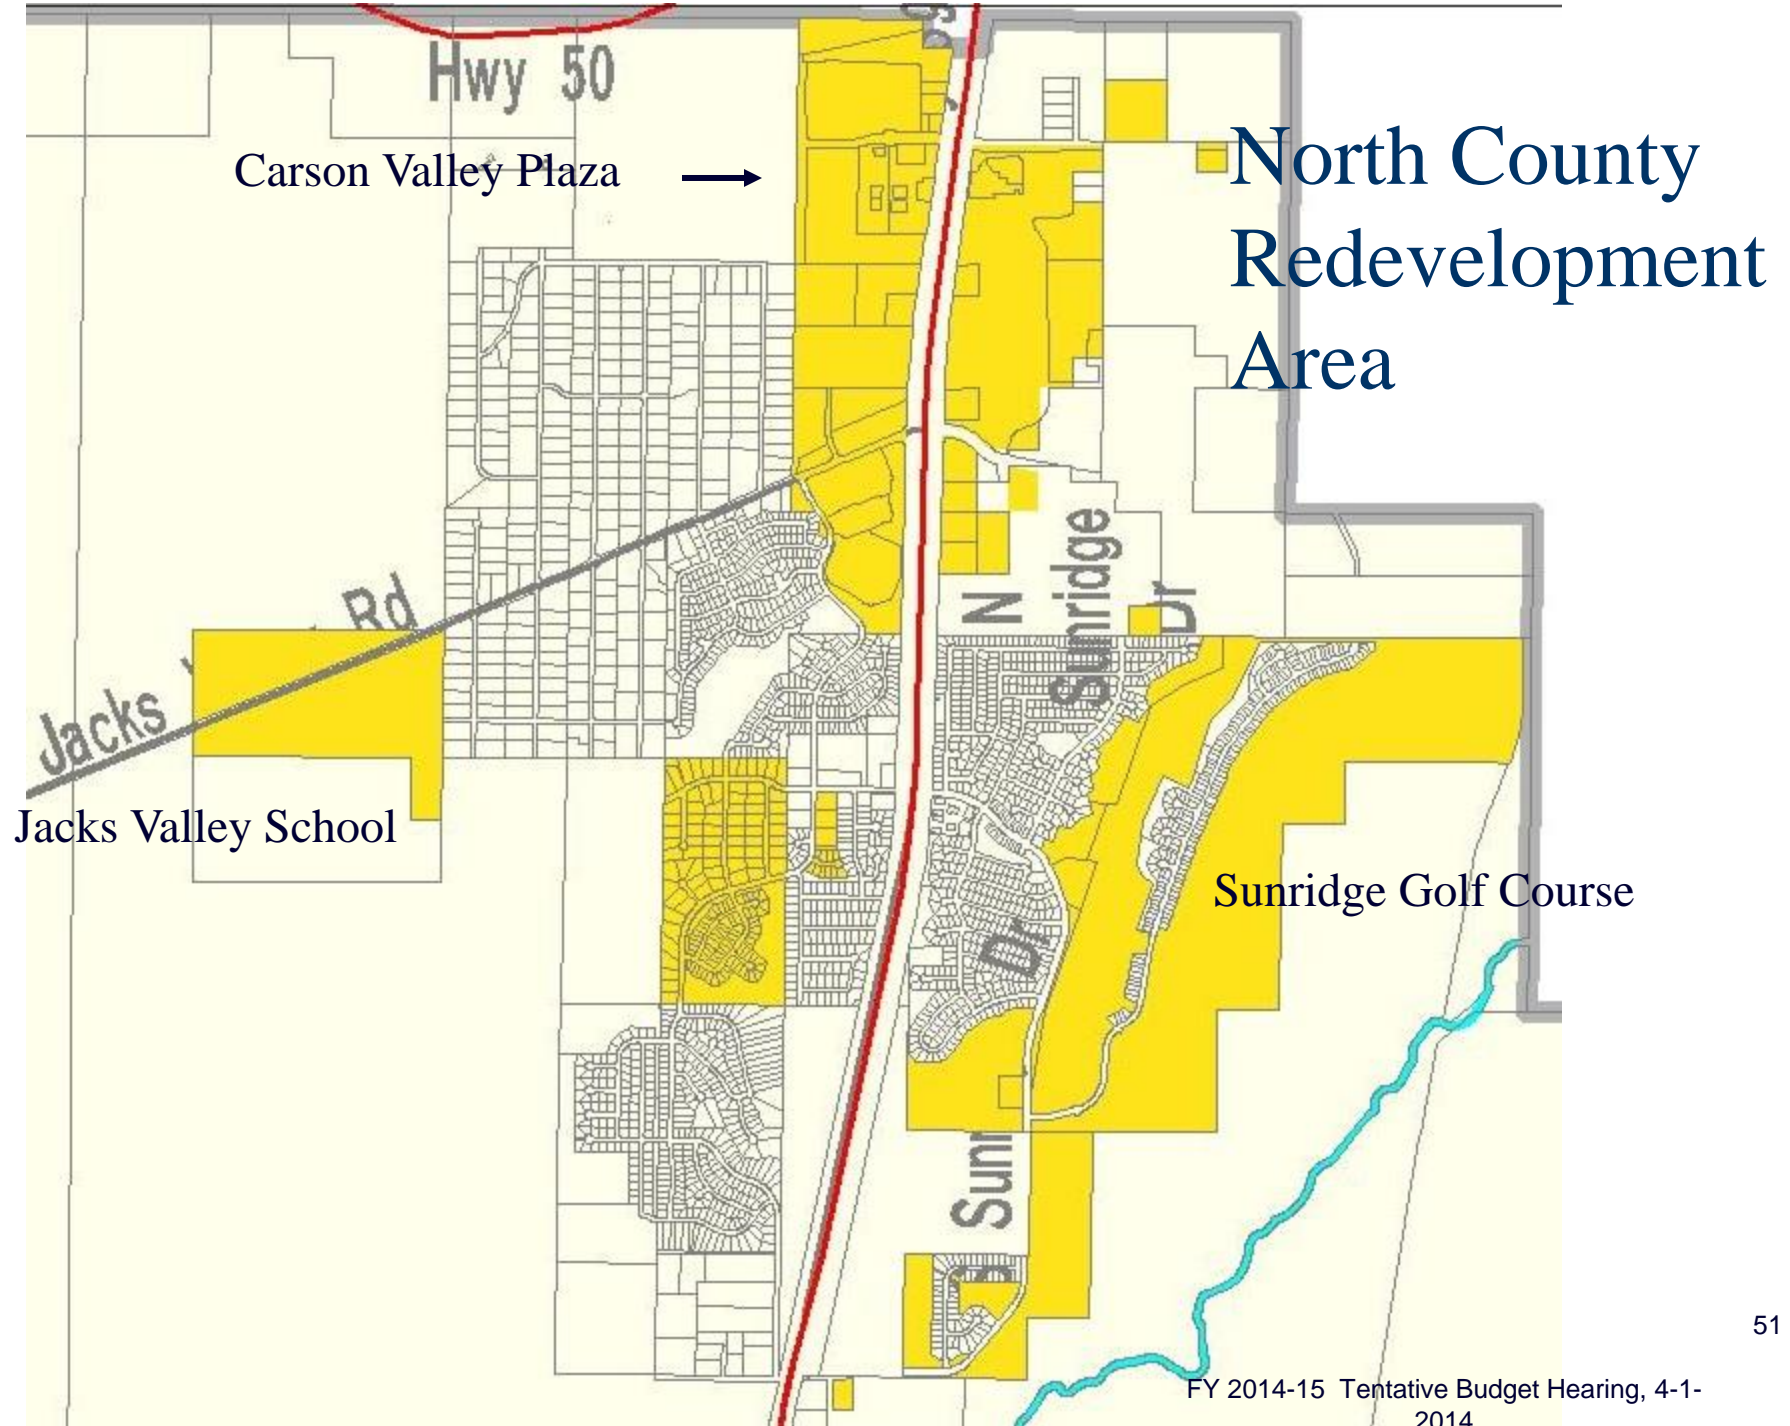 Hwy 50
Carson Valley Plaza
North County
Redevelopment
Area
N
Sunridge
Dr
Rd
Jacks
Jacks Valley School
Sunridge Golf Course
Dr
S
51
FY 2014-15 Tentative Budget Hearing, 4-1-
2014